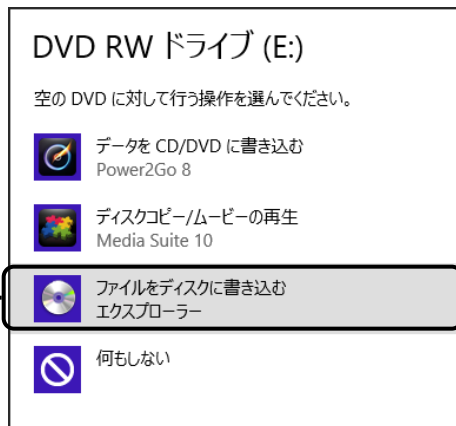 DVD RW ドライブ (E:)
空の DVD に対して行う操作を選んでください。
データを CD/DVD に書き込む
Power2Go 8
ディスクコピー/ムービーの再生
Media Suite 10
ファイルをディスクに書き込む
エクスプローラー
何もしない